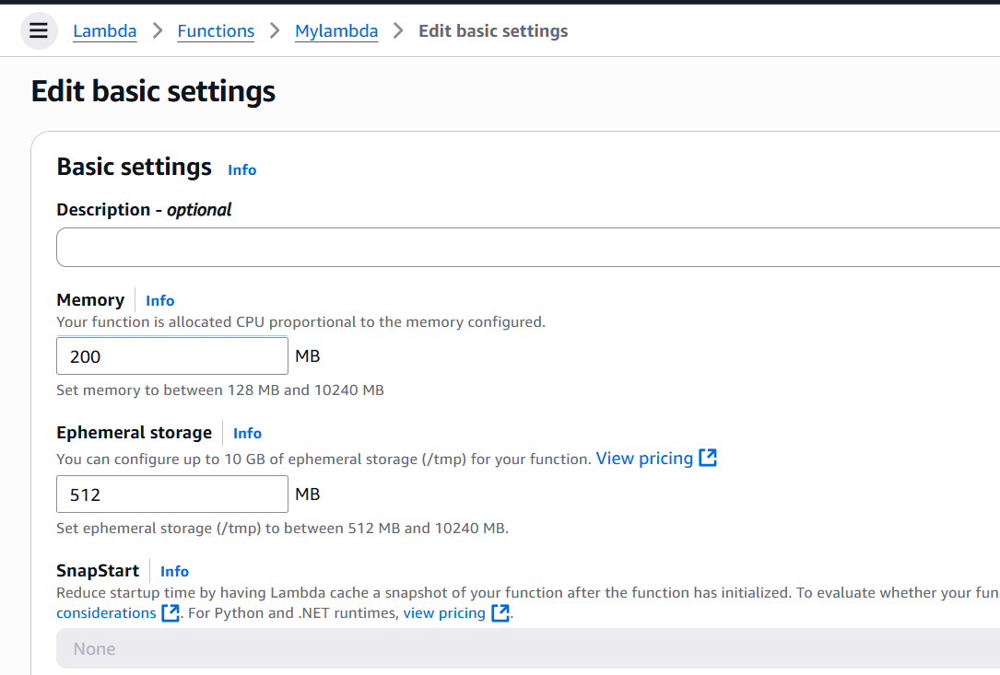 Lambda > Functions > Mylambda > Edit basic settings
Edit basic settings
Basic settings Info
Description - optional
Memory Info
Your function is allocated CPU proportional to the memory configured.
200 MB
Set memory to between 128 MB and 10240 MB
Ephemeral storage Info
You can configure up to 10 GB of ephemeral storage (/tmp) for your function. View pricing
512 MB
Set ephemeral storage (/tmp) to between 512 MB and 10240 MB.
SnapStart Info
Reduce startup time by having Lambda cache a snapshot of your function after the function has initialized. To evaluate whether your fun
considerations. For Python and .NET runtimes, view pricing.
None